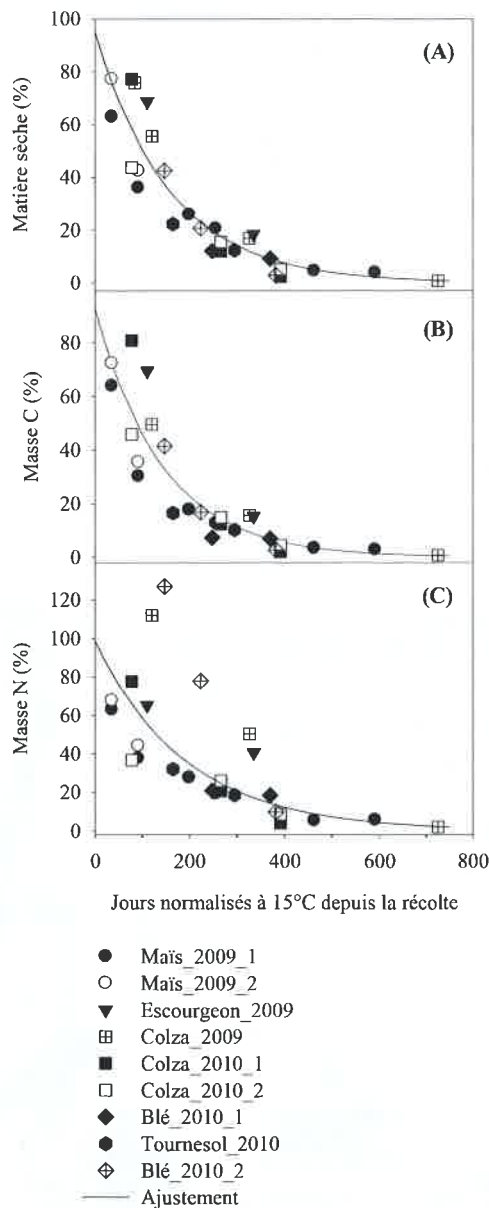 100
80
60
40
20
0
Matière sèche (%)
(A)
80
60
40
20
0
Masse C (%)
(B)
120
100
80
60
40
20
0
Masse N (%)
(C)
0 200 400 600 800
Jours normalisés à 15°C depuis la récolte
Maïs_2009_1
Maïs_2009_2
Escourgeon_2009
Colza_2009
Colza_2010_1
Colza_2010_2
Blé_2010_1
Tournesol_2010
Blé_2010_2
Ajustement